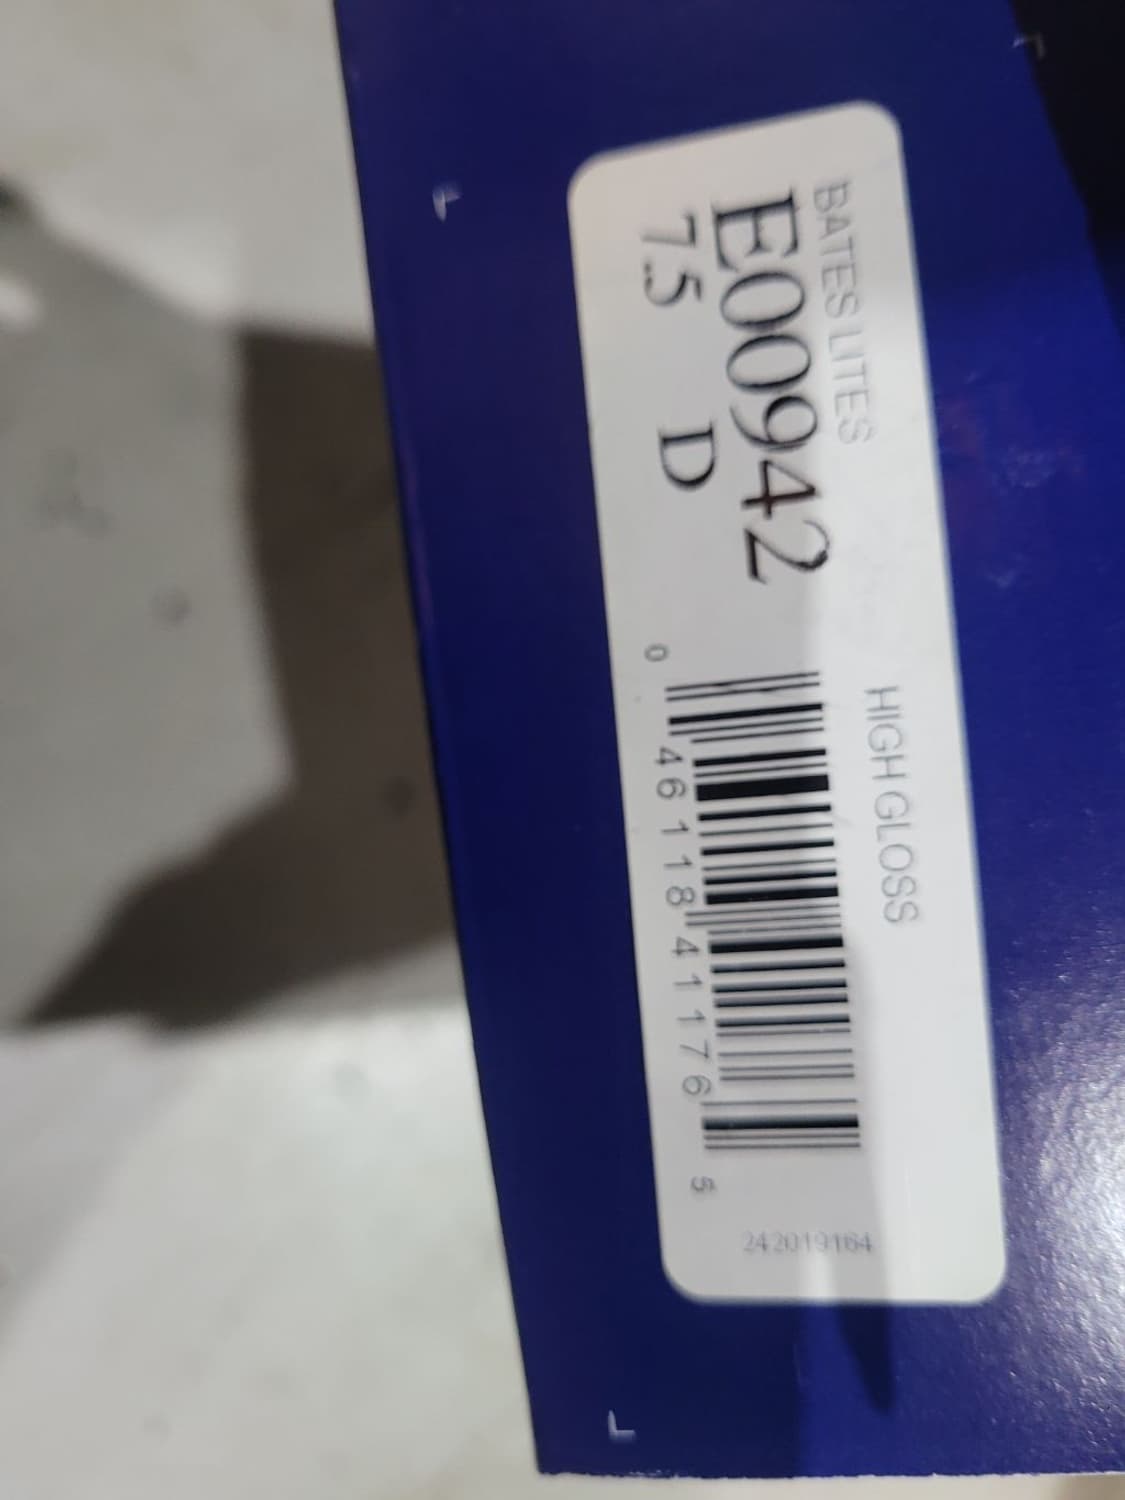 BATES LITES HIGH GLOSS
E00942
7.5 D
0 46118 41176 5
242019164